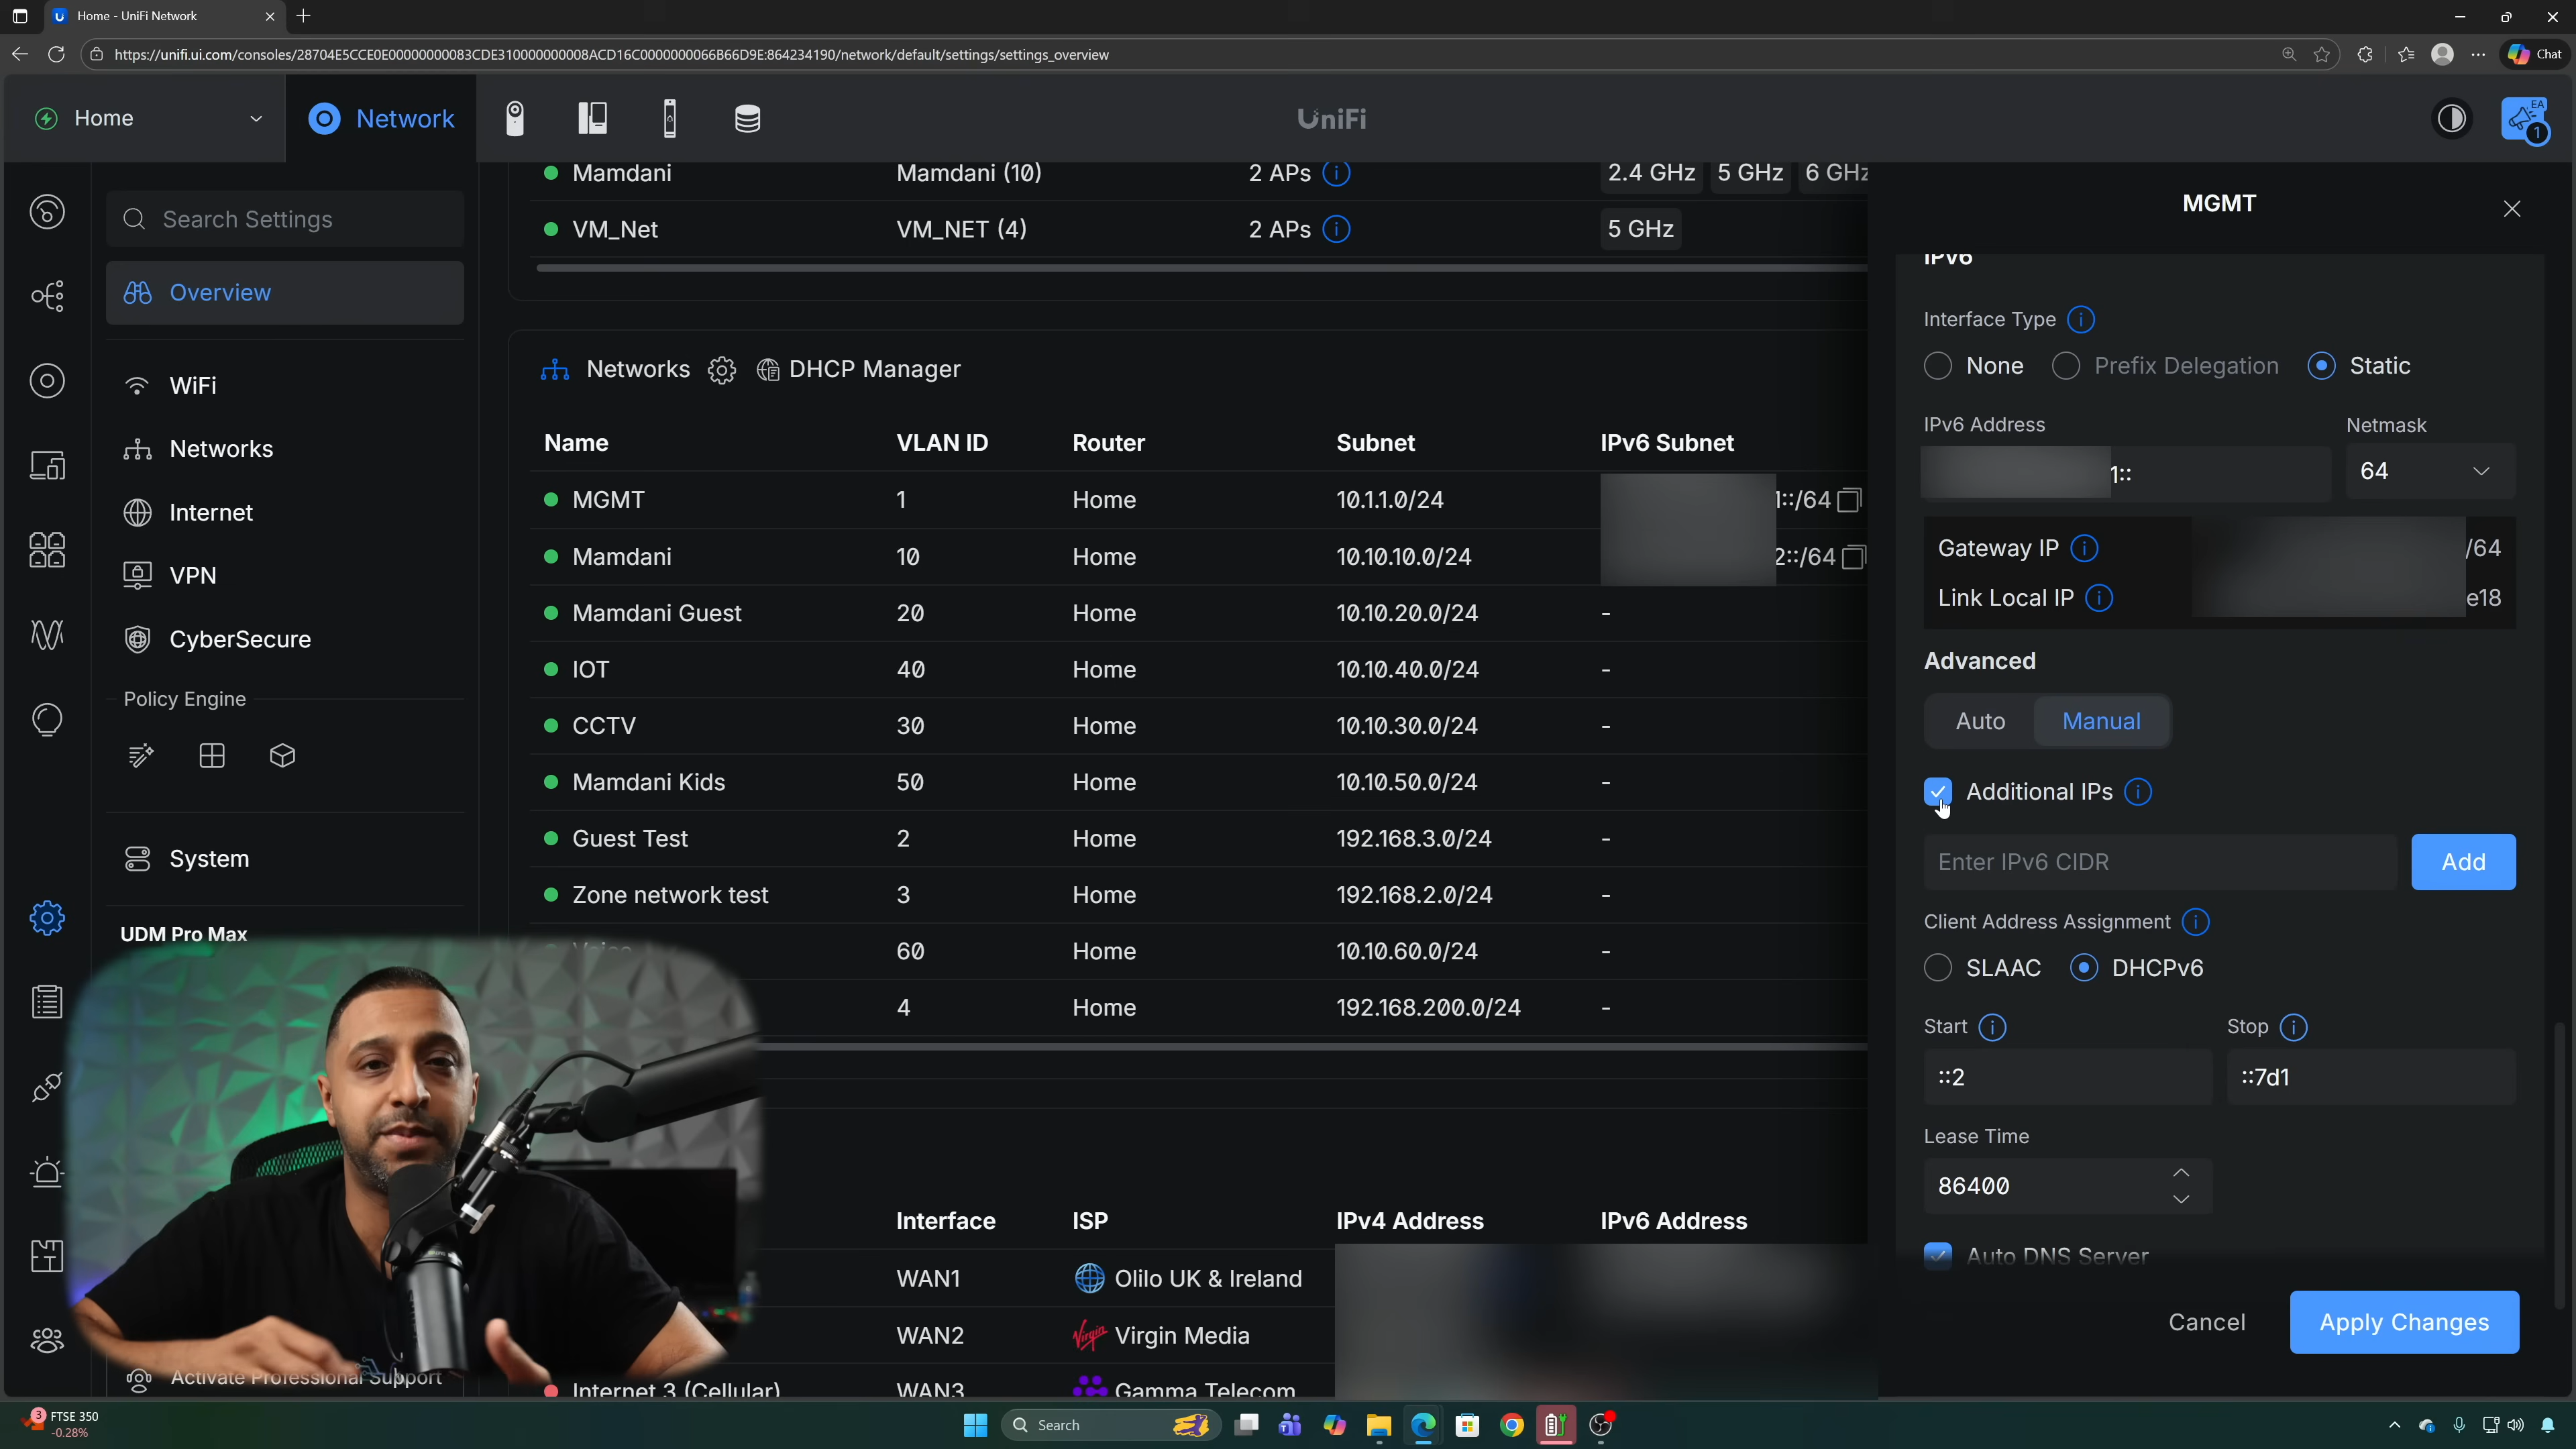 Home - UniFi Network
https://unifi.ui.com/consoles/28704E5CCE0E00000000083CDE310000000008ACD16C0000000066B66D9E:864234190/network/default/settings/settings_overview
Chat
Home
Network
UniFi
EA
1
Search Settings
Overview
WiFi
Networks
Internet
VPN
CyberSecure
Policy Engine
System
UDM Pro Max
Activate Professional Support
Mamdani Mamdani (10) 2 APs 2.4 GHz 5 GHz 6 GHz
VM_Net VM_NET (4) 2 APs 5 GHz
Networks DHCP Manager
Name VLAN ID Router Subnet IPv6 Subnet
MGMT 1 Home 10.1.1.0/24 1::/64
Mamdani 10 Home 10.10.10.0/24 2::/64
Mamdani Guest 20 Home 10.10.20.0/24 -
IOT 40 Home 10.10.40.0/24 -
CCTV 30 Home 10.10.30.0/24 -
Mamdani Kids 50 Home 10.10.50.0/24 -
Guest Test 2 Home 192.168.3.0/24 -
Zone network test 3 Home 192.168.2.0/24 -
60 Home 10.10.60.0/24 -
4 Home 192.168.200.0/24 -
Interface ISP IPv4 Address IPv6 Address
WAN1 Olilo UK & Ireland
WAN2 Virgin Virgin Media
Internet 3 (Cellular) WAN3 Gamma Telecom
MGMT
IPv6
Interface Type
None Prefix Delegation Static
IPv6 Address Netmask
1:: 64
Gateway IP /64
Link Local IP e18
Advanced
Auto Manual
Additional IPs
Enter IPv6 CIDR Add
Client Address Assignment
SLAAC DHCPv6
Start Stop
::2 ::7d1
Lease Time
86400
Auto DNS Server
Cancel Apply Changes
3 FTSE 350
-0.28%
Search